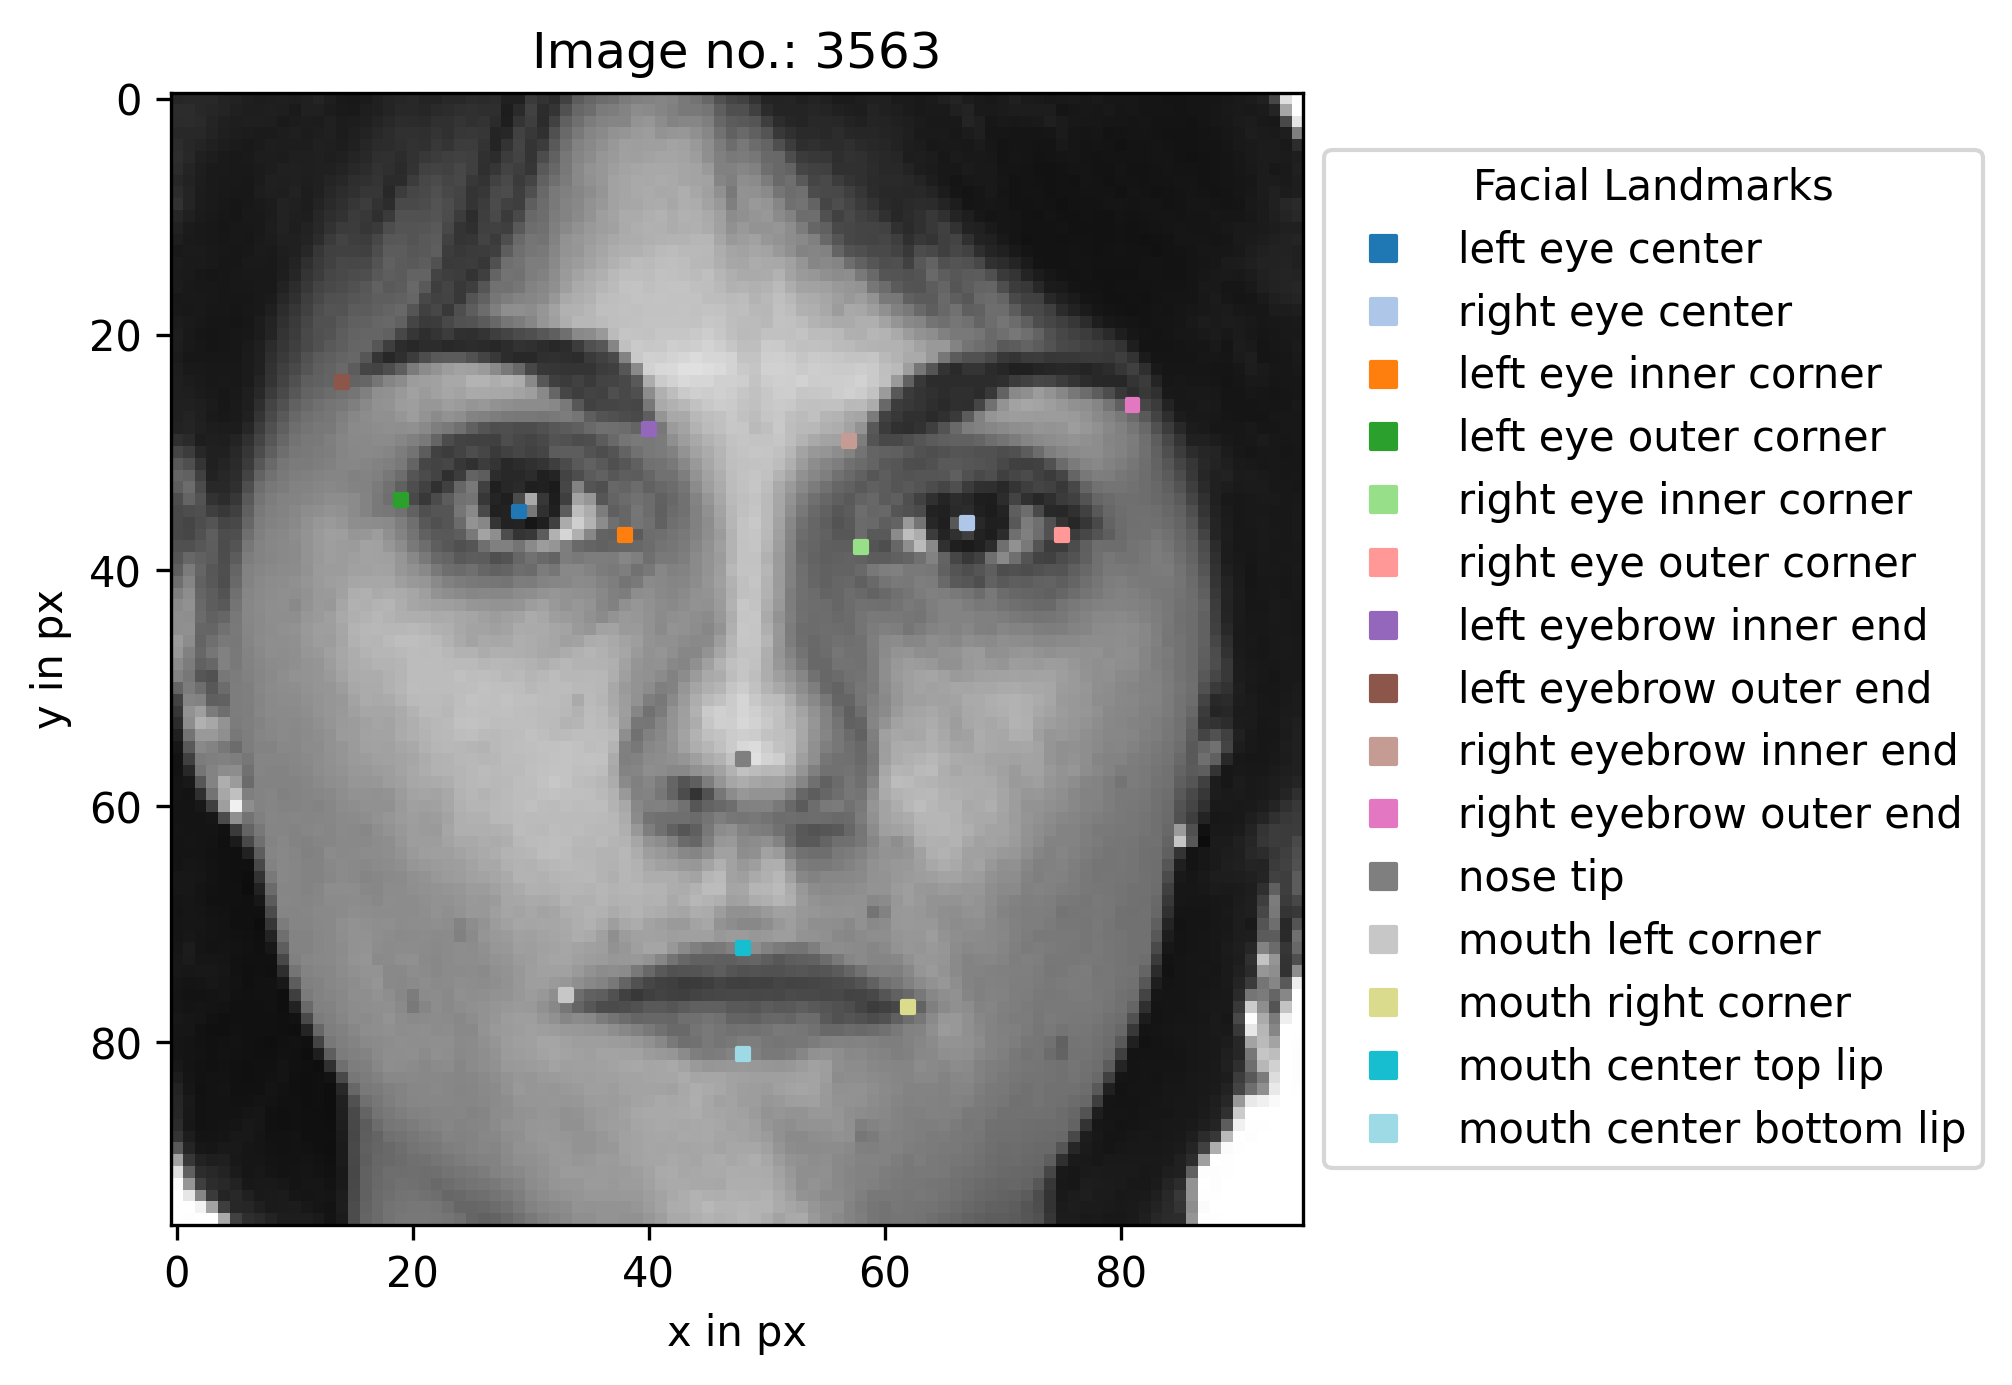 Image no.: 3563
0
20
40
60
80
y in px
0 20 40 60 80
x in px
Facial Landmarks
left eye center
right eye center
left eye inner corner
left eye outer corner
right eye inner corner
right eye outer corner
left eyebrow inner end
left eyebrow outer end
right eyebrow inner end
right eyebrow outer end
nose tip
mouth left corner
mouth right corner
mouth center top lip
mouth center bottom lip